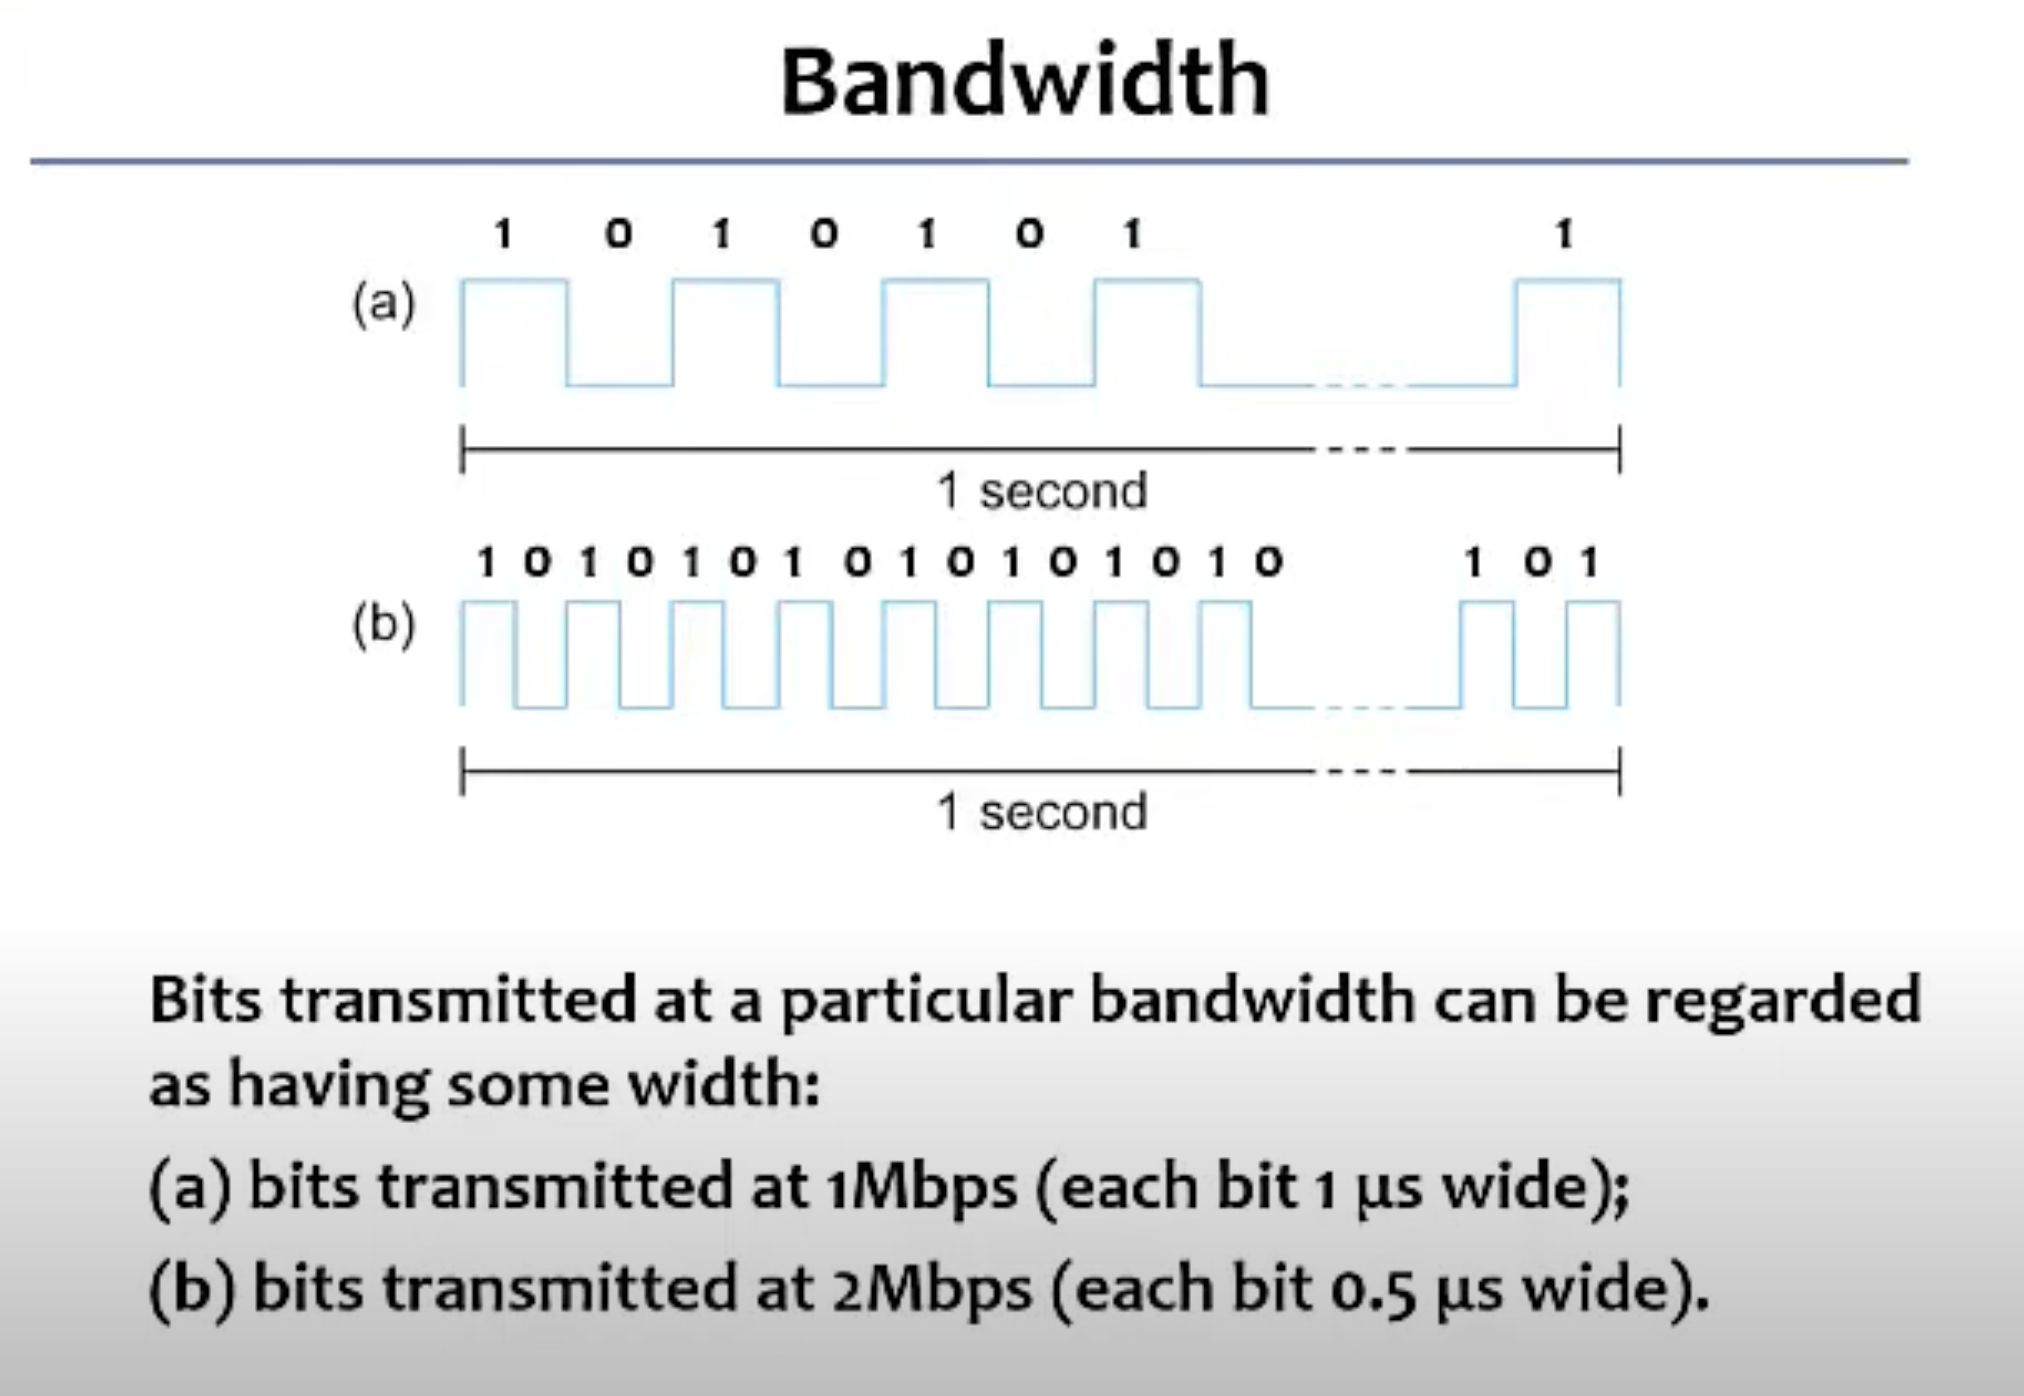 Bandwidth
1 0 1 0 1 0 1 1
(a)
1 second
1 0 1 0 1 0 1 0 1 0 1 0 1 0 1 0 1 0 1
(b)
1 second
Bits transmitted at a particular bandwidth can be regarded
as having some width:
(a) bits transmitted at 1Mbps (each bit 1 μs wide);
(b) bits transmitted at 2Mbps (each bit 0.5 μs wide).